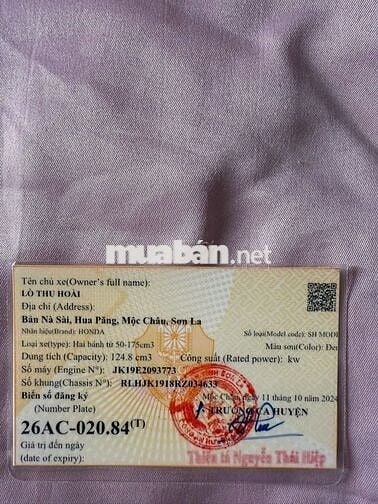 muaban.net
Tên chủ xe(Owner's full name):
LÒ THU HOÀI
Địa chỉ (Address):
Bản Nà Sài, Hua Păng, Mộc Châu, Sơn La
Nhãn hiệu(Brand): HONDA Số loại(Model code): SH MODE
Loại xe(type): Hai bánh từ 50-175cm3 Màu sơn(Color): Đen
Dung tích (Capacity): 124.8 cm3 Công suất (Rated power): kw
Số máy (Engine N°): JK19E2093773
Số khung(Chassis N°): RLHJK1918RZ034633
Biển số đăng ký Mộc Châu, ngày 11 tháng 10 năm 2024
(Number Plate) TRƯỞNG CA HUYỆN
26AC-020.84(T)
Giá trị đến ngày
(date of expiry): Thiếu tá Nguyễn Thái Hiệp